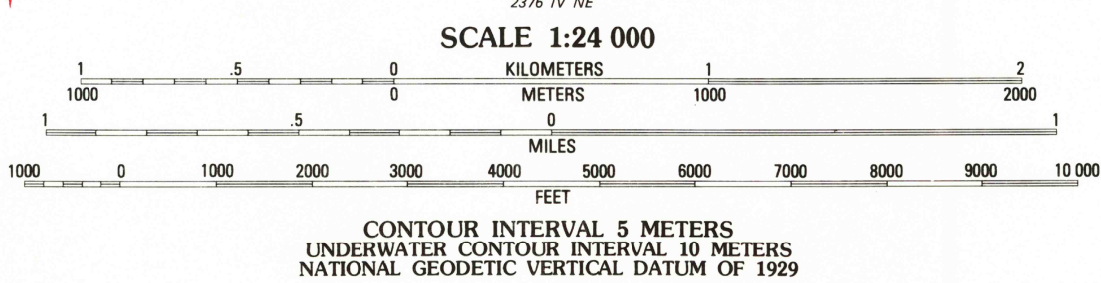 2376 IV NE
SCALE 1:24 000
1 .5 0 KILOMETERS 1 2
1000 0 METERS 1000 2000
1 .5 0 1
MILES
1000 0 1000 2000 3000 4000 5000 6000 7000 8000 9000 10 000
FEET
CONTOUR INTERVAL 5 METERS
UNDERWATER CONTOUR INTERVAL 10 METERS
NATIONAL GEODETIC VERTICAL DATUM OF 1929